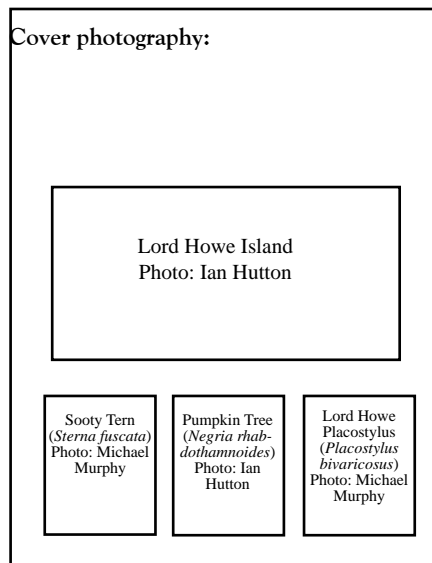 Cover photography:
Lord Howe Island
Photo: Ian Hutton
Sooty Tern
(Sterna fuscata)
Photo: Michael
Murphy
Pumpkin Tree
(Negria rhab-
dothamnoides)
Photo: Ian
Hutton
Lord Howe
Placostylus
(Placostylus
bivaricosus)
Photo: Michael
Murphy